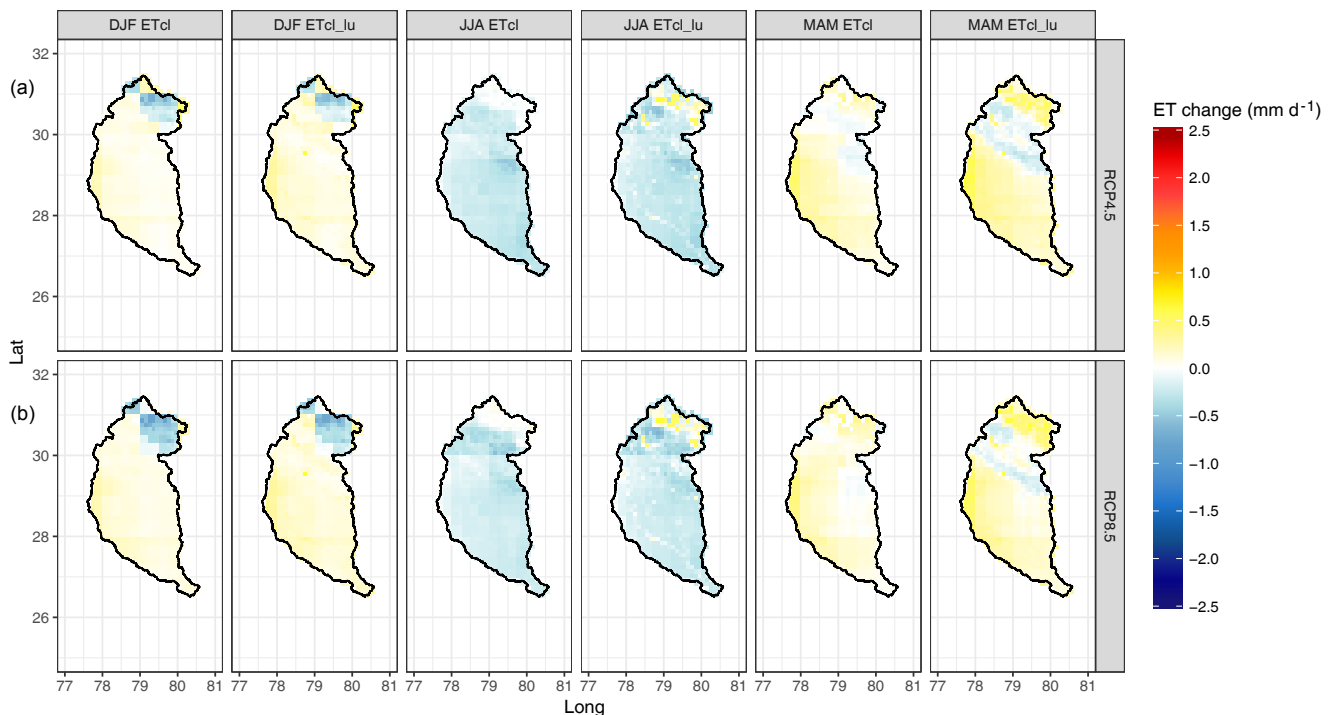 DJF ETcl DJF ETcl_lu JJA ETcl JJA ETcl_lu MAM ETcl MAM ETcl_lu
(a)
32
30
28
26
RCP4.5
(b)
32
30
28
26
RCP8.5
Lat
77 78 79 80 81 77 78 79 80 81 77 78 79 80 81 77 78 79 80 81 77 78 79 80 81 77 78 79 80 81
Long
ET change (mm d⁻¹)
2.5
2.0
1.5
1.0
0.5
0.0
−0.5
−1.0
−1.5
−2.0
−2.5